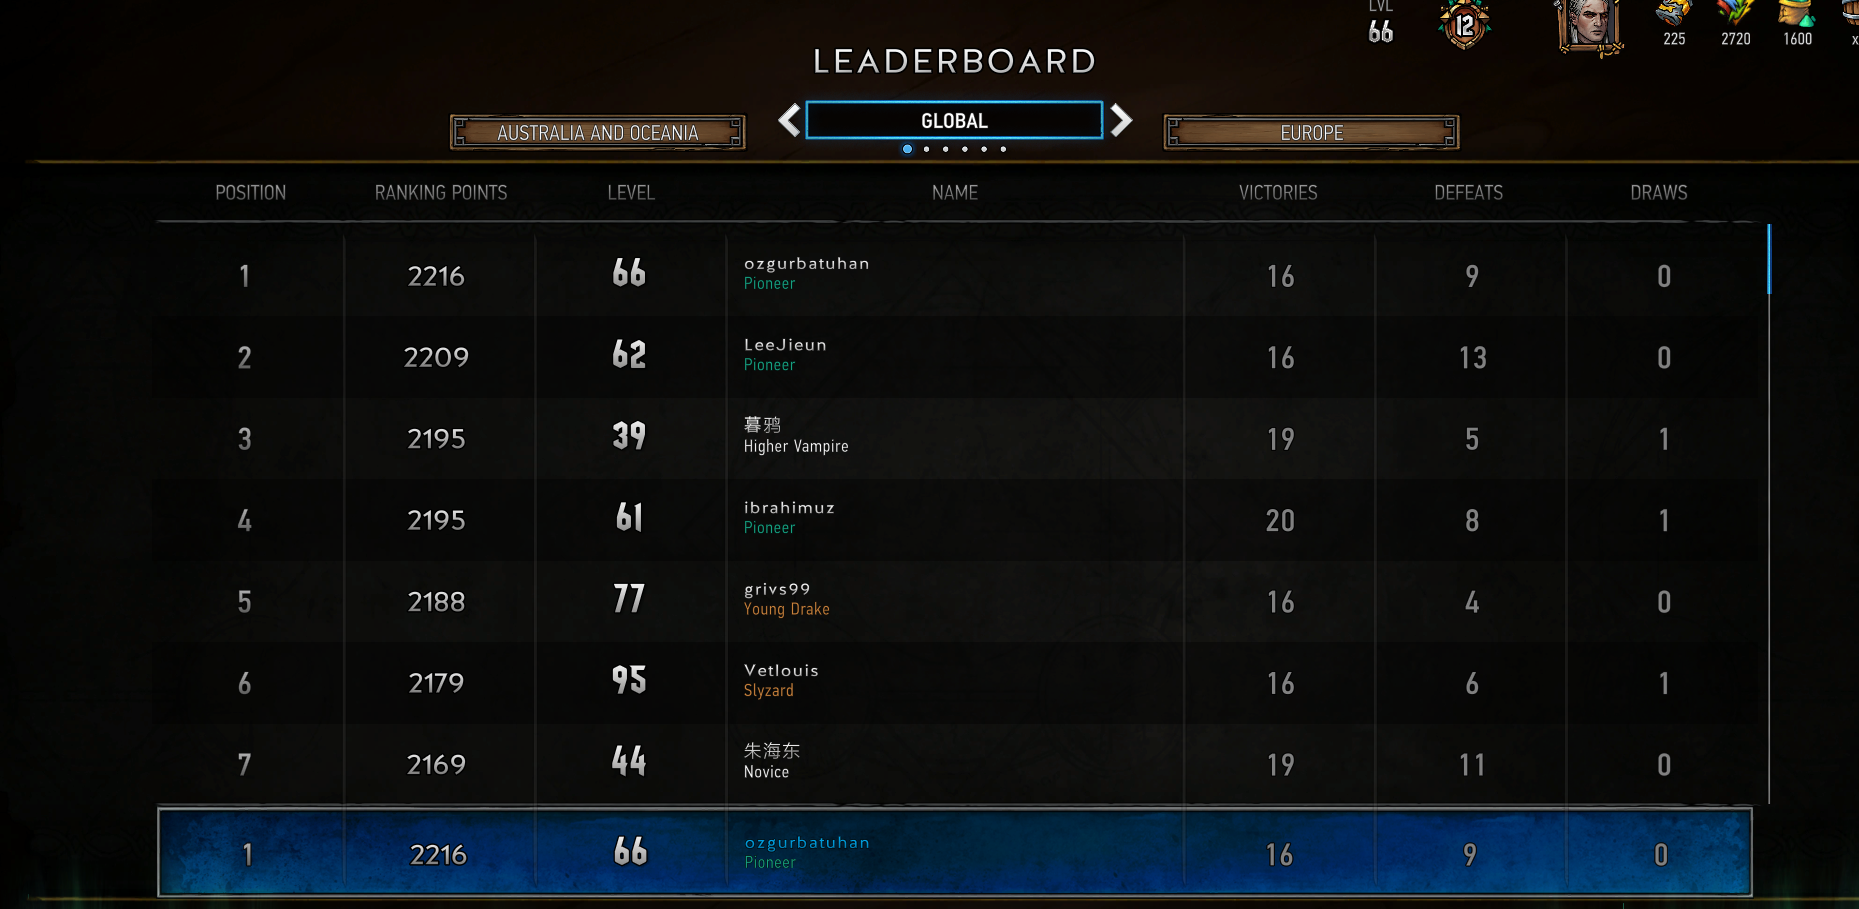 LVL
66
12
225 2720 1600 x
LEADERBOARD
AUSTRALIA AND OCEANIA GLOBAL EUROPE
POSITION RANKING POINTS LEVEL NAME VICTORIES DEFEATS DRAWS
1 2216 66 ozgurbatuhan 16 9 0
Pioneer
2 2209 62 LeeJieun 16 13 0
Pioneer
3 2195 39 暮鸦 19 5 1
Higher Vampire
4 2195 61 ibrahimuz 20 8 1
Pioneer
5 2188 77 grivs99 16 4 0
Young Drake
6 2179 95 Vetlouis 16 6 1
Slyzard
7 2169 44 朱海东 19 11 0
Novice
1 2216 66 ozgurbatuhan 16 9 0
Pioneer